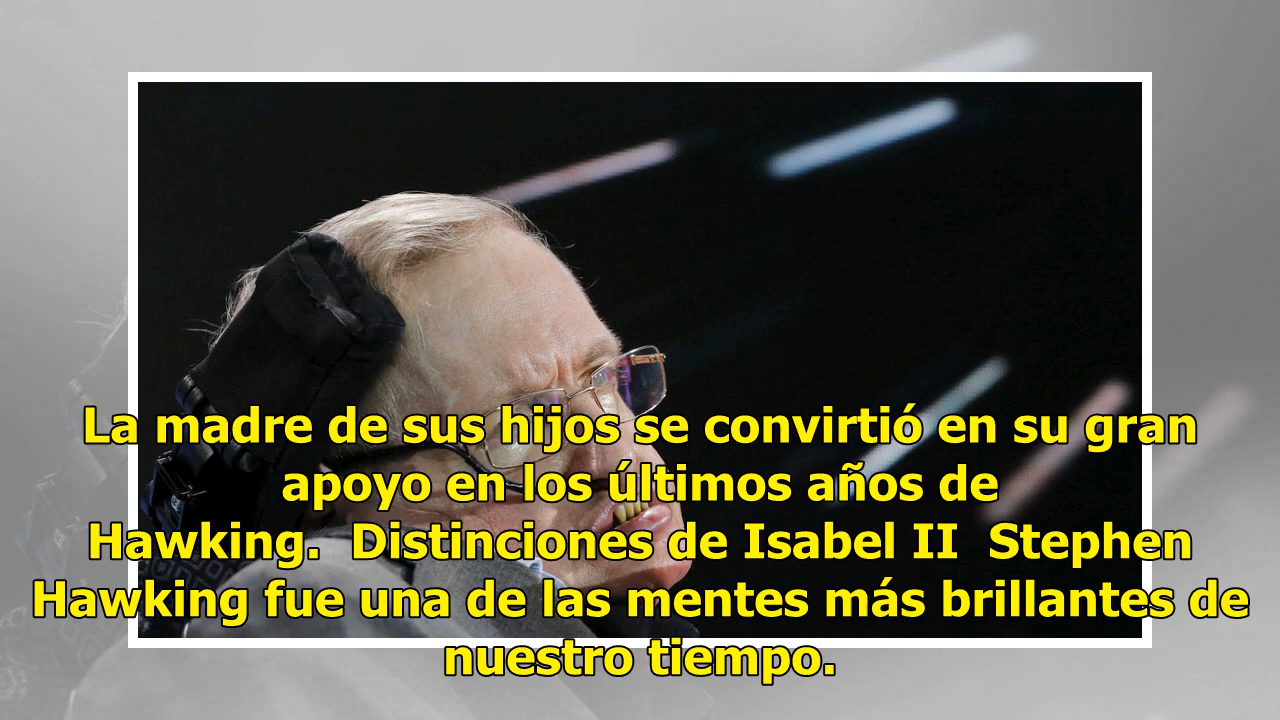 La madre de sus hijos se convirtió en su gran
apoyo en los últimos años de
Hawking.  Distinciones de Isabel II  Stephen
Hawking fue una de las mentes más brillantes de
nuestro tiempo.